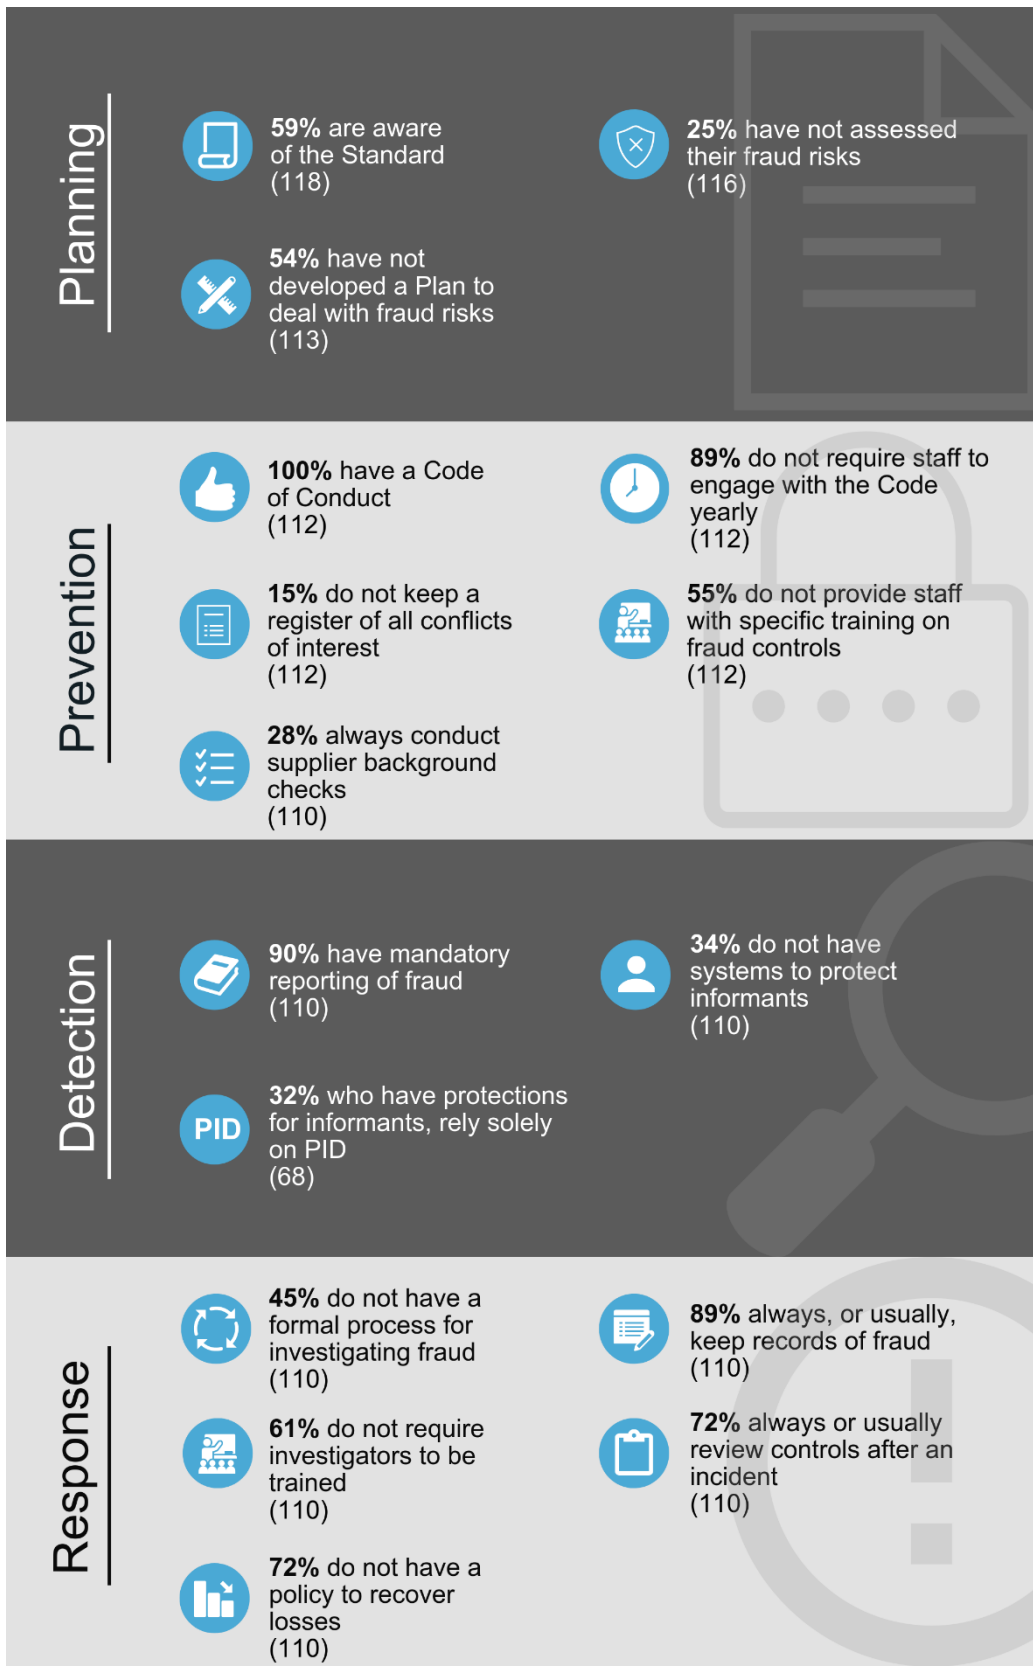 Planning
59% are aware
of the Standard
(118)
25% have not assessed
their fraud risks
(116)
54% have not
developed a Plan to
deal with fraud risks
(113)
Prevention
100% have a Code
of Conduct
(112)
89% do not require staff to
engage with the Code
yearly
(112)
15% do not keep a
register of all conflicts
of interest
(112)
55% do not provide staff
with specific training on
fraud controls
(112)
28% always conduct
supplier background
checks
(110)
Detection
90% have mandatory
reporting of fraud
(110)
34% do not have
systems to protect
informants
(110)
PID
32% who have protections
for informants, rely solely
on PID
(68)
Response
45% do not have a
formal process for
investigating fraud
(110)
89% always, or usually,
keep records of fraud
(110)
61% do not require
investigators to be
trained
(110)
72% always or usually
review controls after an
incident
(110)
72% do not have a
policy to recover
losses
(110)